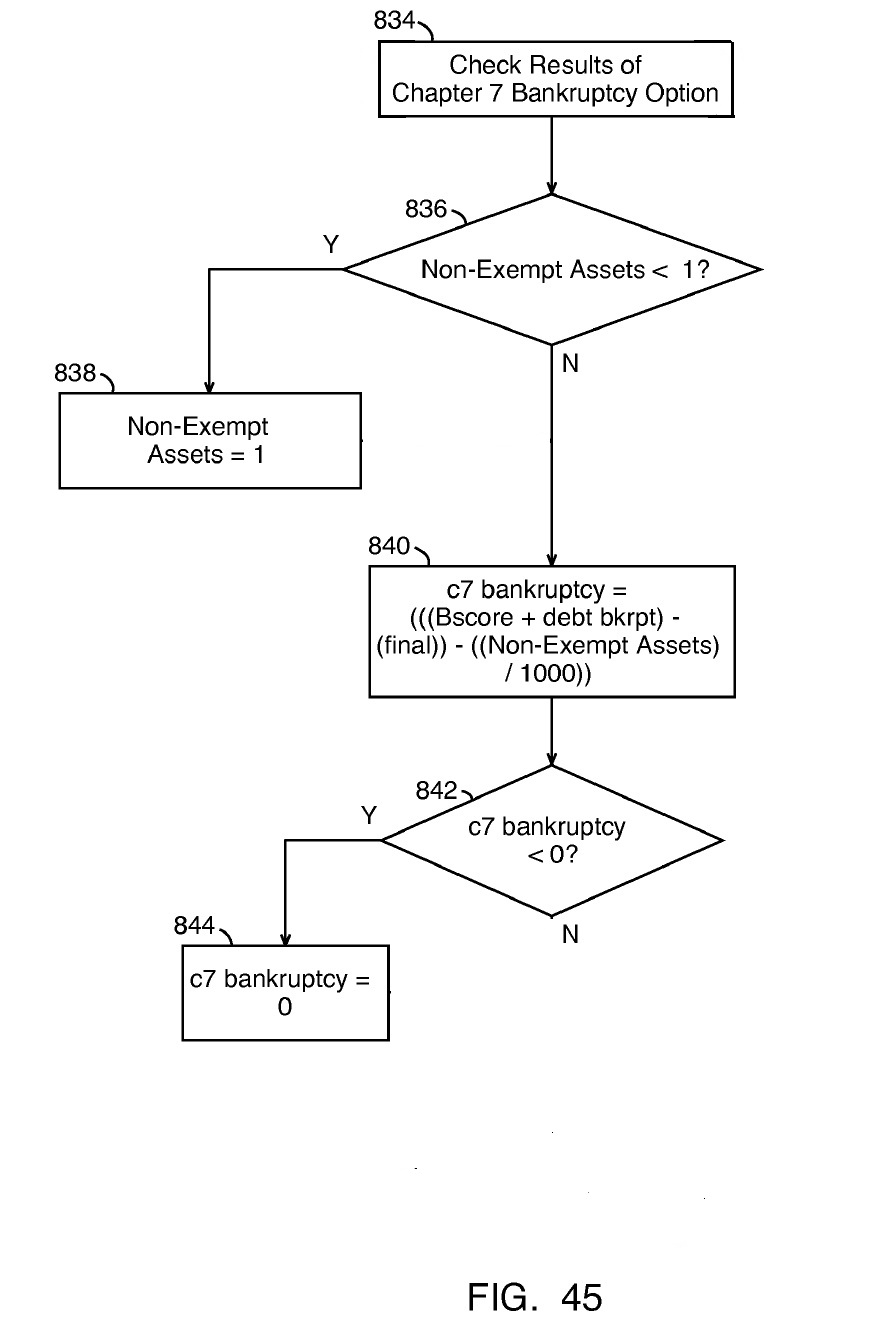 834
Check Results of
Chapter 7 Bankruptcy Option
836
Y
Non-Exempt Assets < 1?
N
838
Non-Exempt
Assets = 1
840
c7 bankruptcy =
(((Bscore + debt bkrpt) -
(final)) - ((Non-Exempt Assets)
/ 1000))
842
Y
c7 bankruptcy
< 0?
N
844
c7 bankruptcy =
0
FIG. 45